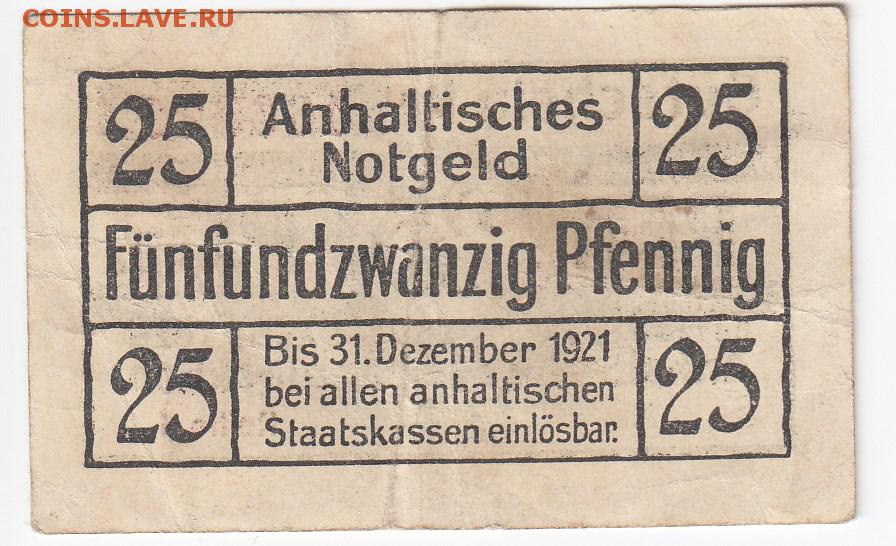 COINS.LAVE.RU
25 Anhaltisches 25
Notgeld
Fünfundzwanzig Pfennig
25 Bis 31. Dezember 1921 25
bei allen anhaltischen
Staatskassen einlösbar.